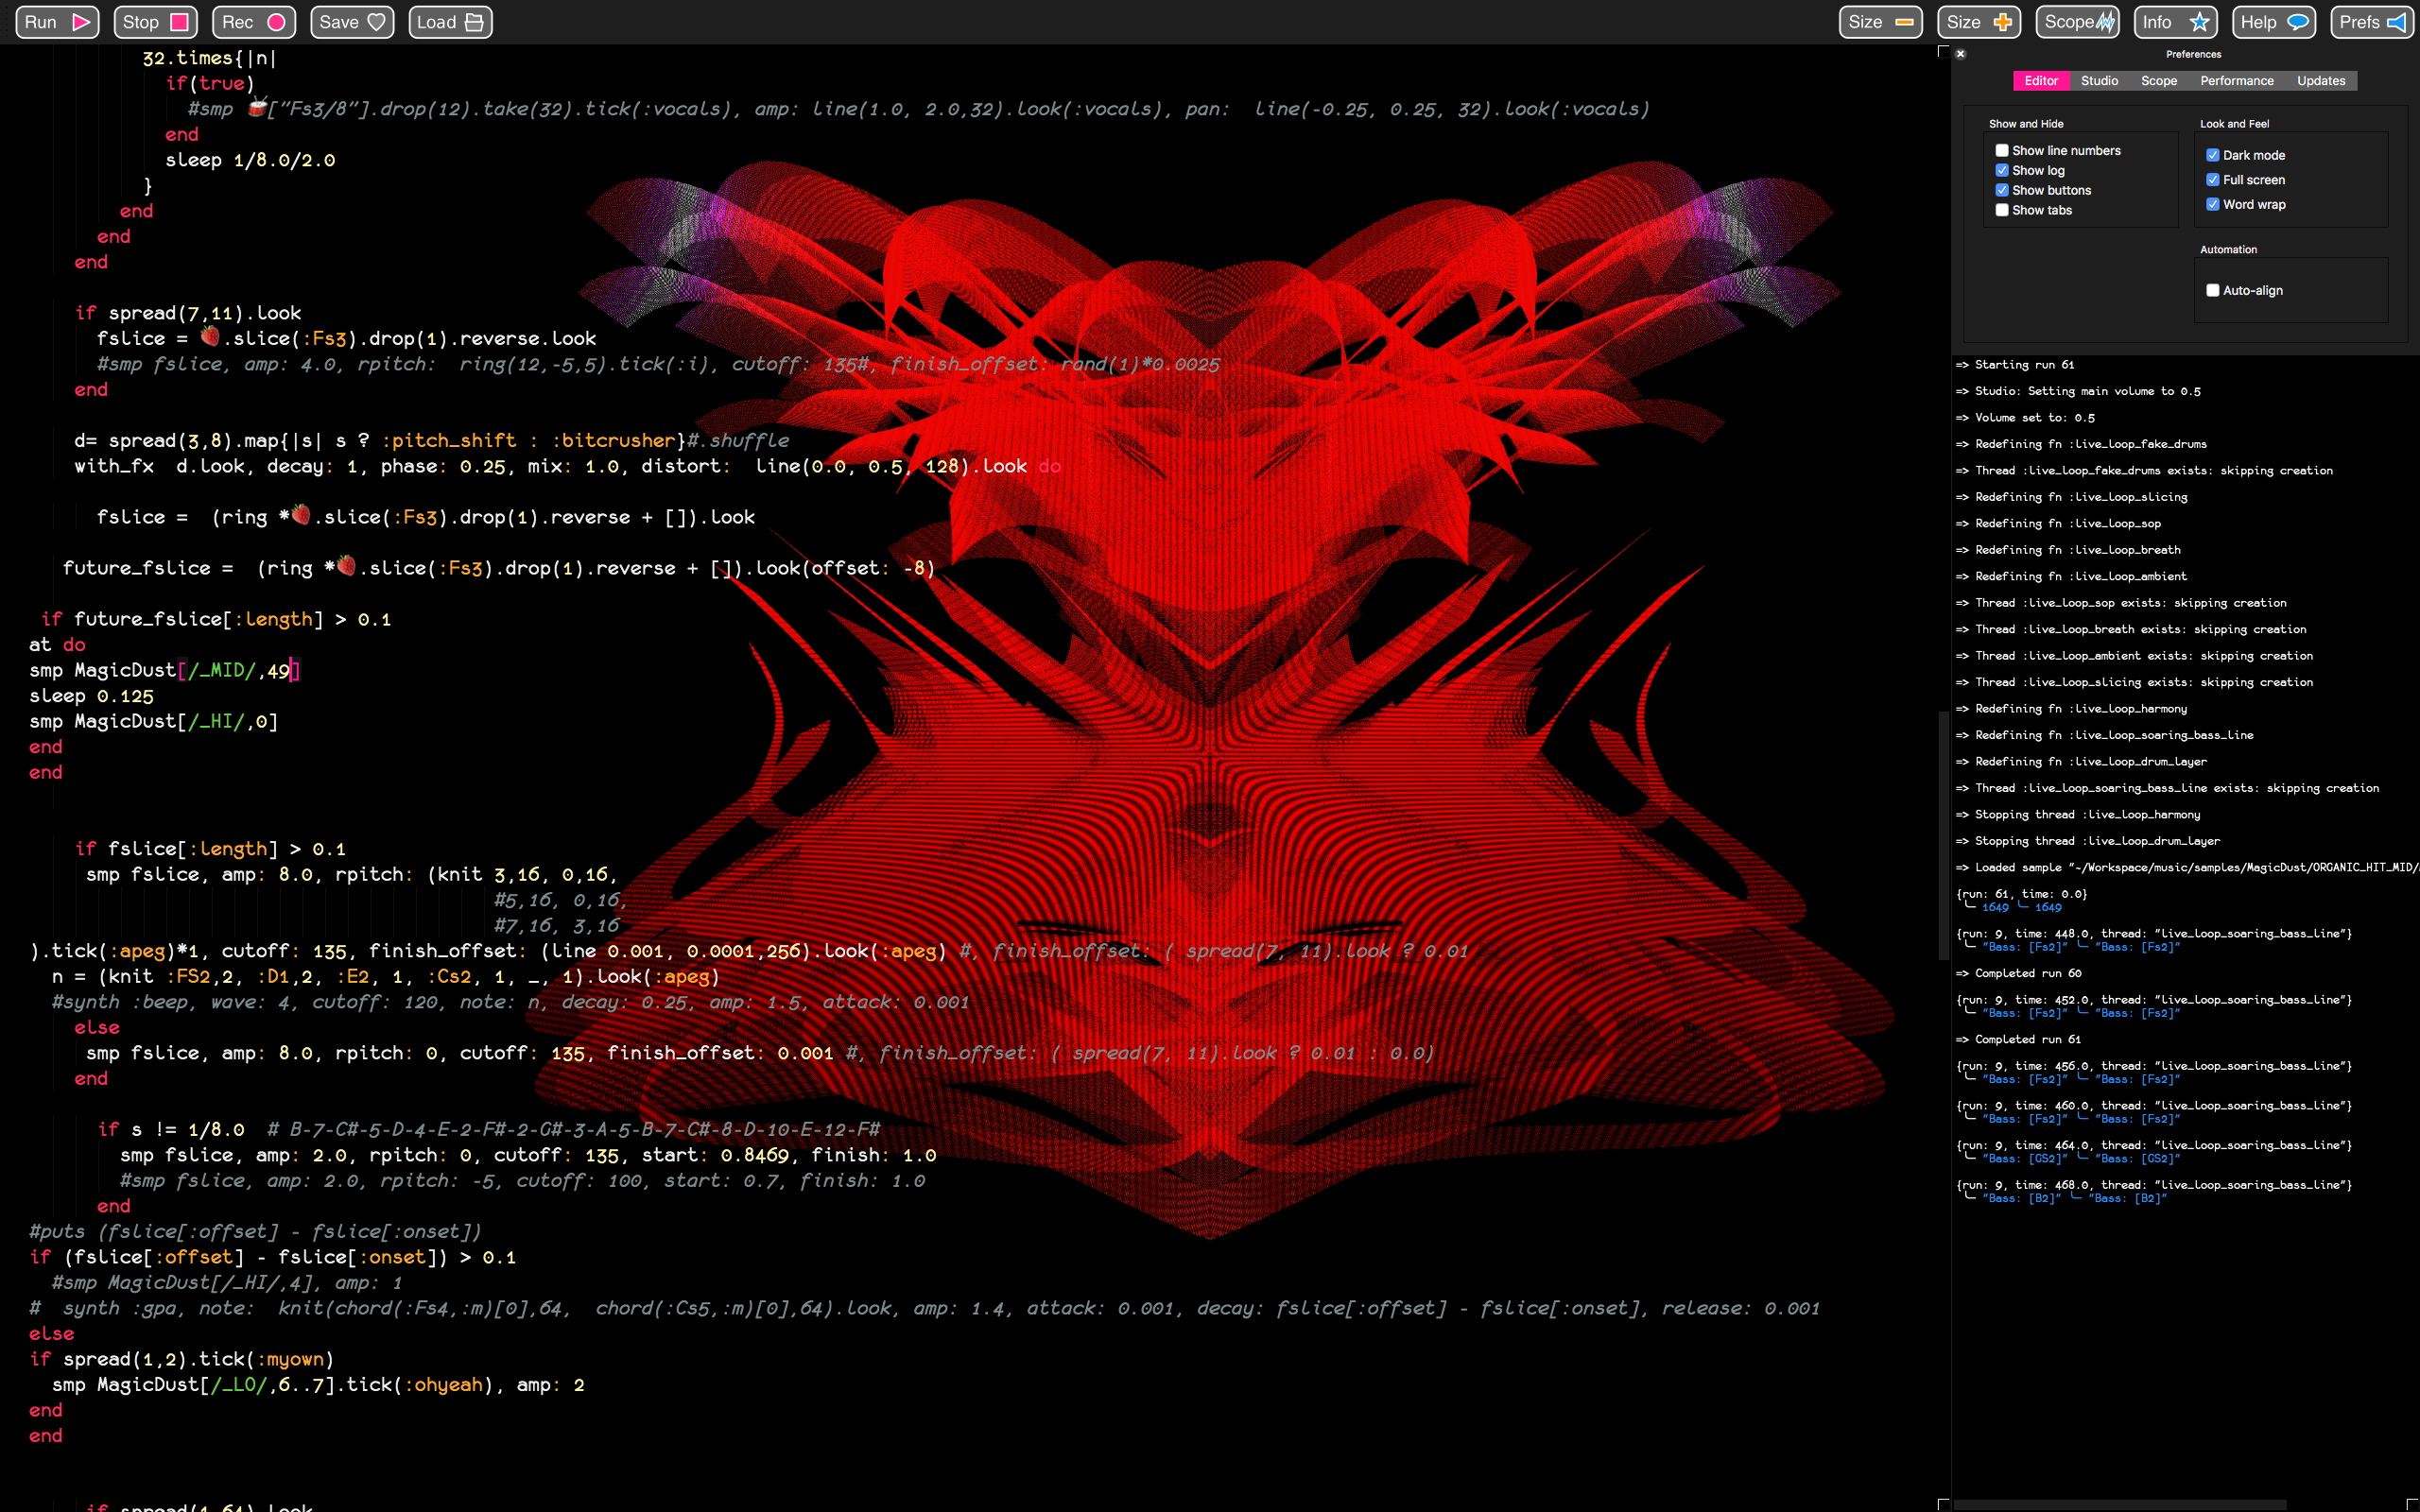 Run Stop Rec Save Load Size Size Scope Info Help Prefs
32.times{|n|
if(true)
#smp 🥁["Fs3/8"].drop(12).take(32).tick(:vocals), amp: line(1.0, 2.0,32).look(:vocals), pan:  line(-0.25, 0.25, 32).look(:vocals)
end
sleep 1/8.0/2.0
}
end
end
end
if spread(7,11).look
fslice = 🍓.slice(:Fs3).drop(1).reverse.look
#smp fslice, amp: 4.0, rpitch:  ring(12,-5,5).tick(:i), cutoff: 135#, finish_offset: rand(1)*0.0025
end
d= spread(3,8).map{|s| s ? :pitch_shift : :bitcrusher}#.shuffle
with_fx  d.look, decay: 1, phase: 0.25, mix: 1.0, distort:  line(0.0, 0.5, 128).look do
fslice =  (ring *🍓.slice(:Fs3).drop(1).reverse + []).look
future_fslice =  (ring *🍓.slice(:Fs3).drop(1).reverse + []).look(offset: -8)
if future_fslice[:length] > 0.1
at do
smp MagicDust[/_MID/,49]
sleep 0.125
smp MagicDust[/_HI/,0]
end
end
if fslice[:length] > 0.1
smp fslice, amp: 8.0, rpitch: (knit 3,16, 0,16,
#5,16, 0,16,
#7,16, 3,16
).tick(:apeg)*1, cutoff: 135, finish_offset: (line 0.001, 0.0001,256).look(:apeg) #, finish_offset: ( spread(7, 11).look ? 0.01
n = (knit :FS2,2, :D1,2, :E2, 1, :Cs2, 1, _, 1).look(:apeg)
#synth :beep, wave: 4, cutoff: 120, note: n, decay: 0.25, amp: 1.5, attack: 0.001
else
smp fslice, amp: 8.0, rpitch: 0, cutoff: 135, finish_offset: 0.001 #, finish_offset: ( spread(7, 11).look ? 0.01 : 0.0)
end
if s != 1/8.0  # B-7-C#-5-D-4-E-2-F#-2-G#-3-A-5-B-7-C#-8-D-10-E-12-F#
smp fslice, amp: 2.0, rpitch: 0, cutoff: 135, start: 0.8469, finish: 1.0
#smp fslice, amp: 2.0, rpitch: -5, cutoff: 100, start: 0.7, finish: 1.0
end
#puts (fslice[:offset] - fslice[:onset])
if (fslice[:offset] - fslice[:onset]) > 0.1
#smp MagicDust[/_HI/,4], amp: 1
#  synth :gpa, note:  knit(chord(:Fs4,:m)[0],64,  chord(:Cs5,:m)[0],64).look, amp: 1.4, attack: 0.001, decay: fslice[:offset] - fslice[:onset], release: 0.001
else
if spread(1,2).tick(:myown)
smp MagicDust[/_LO/,6..7].tick(:ohyeah), amp: 2
end
end
if spread(1,64).look
Preferences
Editor Studio Scope Performance Updates
Show and Hide
Show line numbers
Show log
Show buttons
Show tabs
Look and Feel
Dark mode
Full screen
Word wrap
Automation
Auto-align
=> Starting run 61
=> Studio: Setting main volume to 0.5
=> Volume set to: 0.5
=> Redefining fn :live_loop_fake_drums
=> Thread :live_loop_fake_drums exists: skipping creation
=> Redefining fn :live_loop_slicing
=> Redefining fn :live_loop_sop
=> Redefining fn :live_loop_breath
=> Redefining fn :live_loop_ambient
=> Thread :live_loop_sop exists: skipping creation
=> Thread :live_loop_breath exists: skipping creation
=> Thread :live_loop_ambient exists: skipping creation
=> Thread :live_loop_slicing exists: skipping creation
=> Redefining fn :live_loop_harmony
=> Redefining fn :live_loop_soaring_bass_line
=> Redefining fn :live_loop_drum_layer
=> Thread :live_loop_soaring_bass_line exists: skipping creation
=> Stopping thread :live_loop_harmony
=> Stopping thread :live_loop_drum_layer
=> Loaded sample "~/Workspace/music/samples/MagicDust/ORGANIC_HIT_MID/
{run: 61, time: 0.0}
╰─ 1649 ╰─ 1649
{run: 9, time: 448.0, thread: "live_loop_soaring_bass_line"}
╰─ "Bass: [Fs2]" ╰─ "Bass: [Fs2]"
=> Completed run 60
{run: 9, time: 452.0, thread: "live_loop_soaring_bass_line"}
╰─ "Bass: [Fs2]" ╰─ "Bass: [Fs2]"
=> Completed run 61
{run: 9, time: 456.0, thread: "live_loop_soaring_bass_line"}
╰─ "Bass: [Fs2]" ╰─ "Bass: [Fs2]"
{run: 9, time: 460.0, thread: "live_loop_soaring_bass_line"}
╰─ "Bass: [Fs2]" ╰─ "Bass: [Fs2]"
{run: 9, time: 464.0, thread: "live_loop_soaring_bass_line"}
╰─ "Bass: [GS2]" ╰─ "Bass: [GS2]"
{run: 9, time: 468.0, thread: "live_loop_soaring_bass_line"}
╰─ "Bass: [B2]" ╰─ "Bass: [B2]"